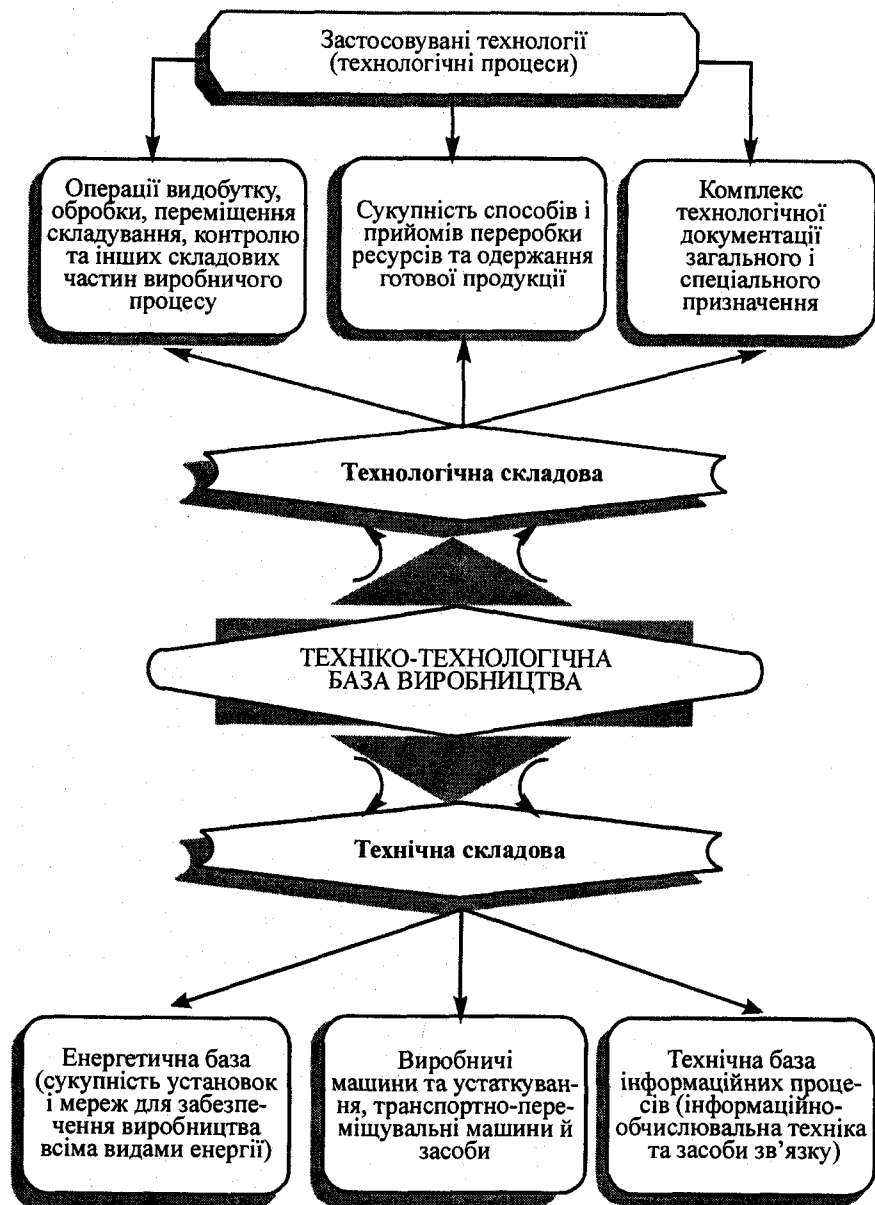 Застосовувані технології
(технологічні процеси)
Операції видобутку,
обробки, переміщення
складування, контролю
та інших складових
частин виробничого
процесу
Сукупність способів і
прийомів переробки
ресурсів та одержання
готової продукції
Комплекс
технологічної
документації
загального і
спеціального
призначення
Технологічна складова
ТЕХНІКО-ТЕХНОЛОГІЧНА
БАЗА ВИРОБНИЦТВА
Технічна складова
Енергетична база
(сукупність установок
і мереж для забезпе-
чення виробництва
всіма видами енергії)
Виробничі
машини та устаткуван-
ня, транспортно-пере-
міщувальні машини й
засоби
Технічна база
інформаційних проце-
сів (інформаційно-
обчислювальна техніка
та засоби зв’язку)